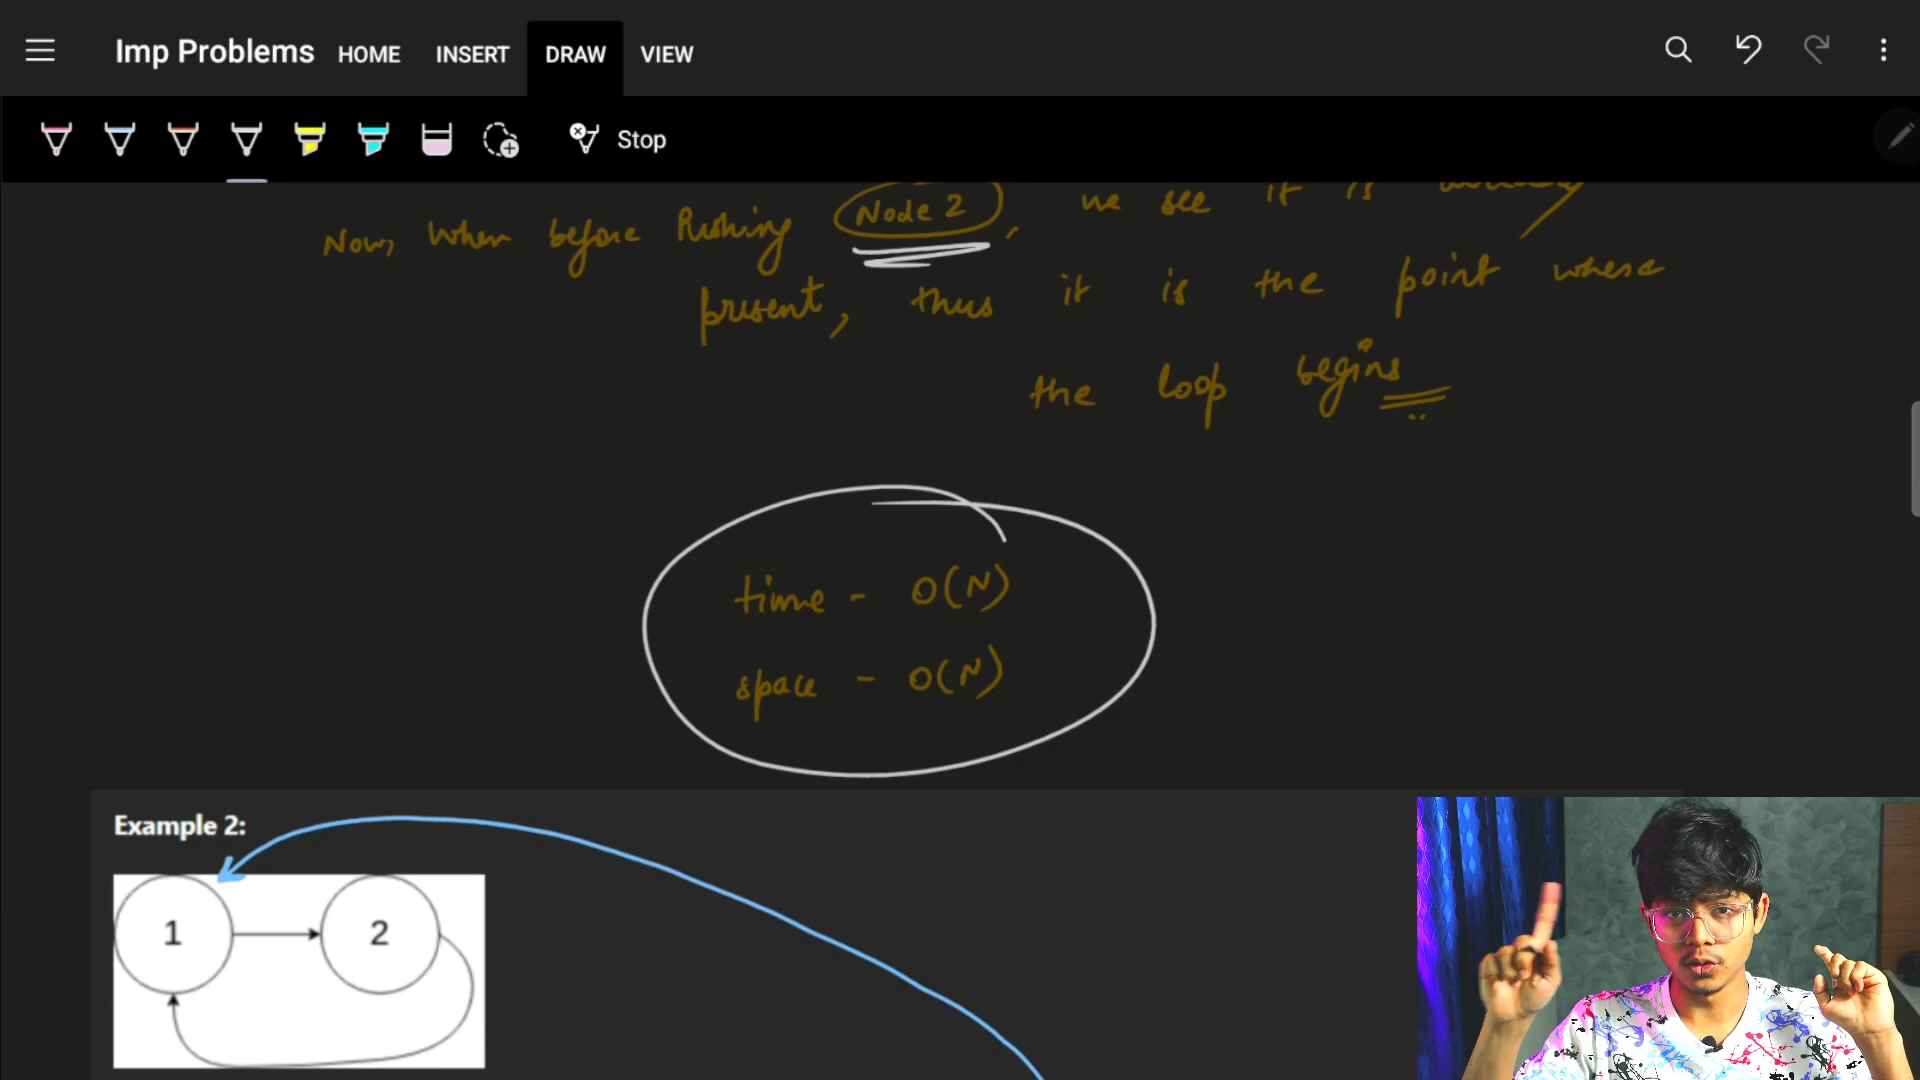 Imp Problems HOME INSERT DRAW VIEW
Stop
Now, when before Pushing Node 2, we see it is already
present, thus it is the point where
the loop begins
time - O(N)
space - O(N)
Example 2:
1 2